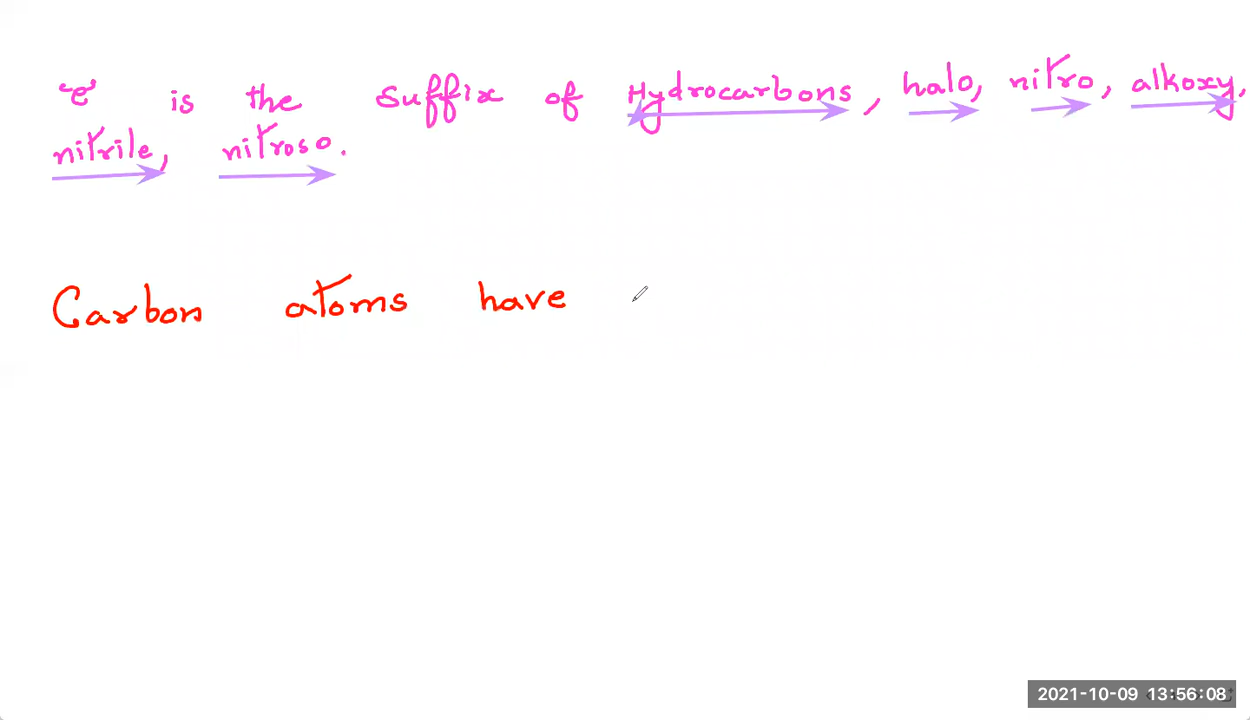 "e" is the suffix of Hydrocarbons, halo, nitro, alkoxy,
nitrile, nitroso.
Carbon atoms have
2021-10-09 13:56:08